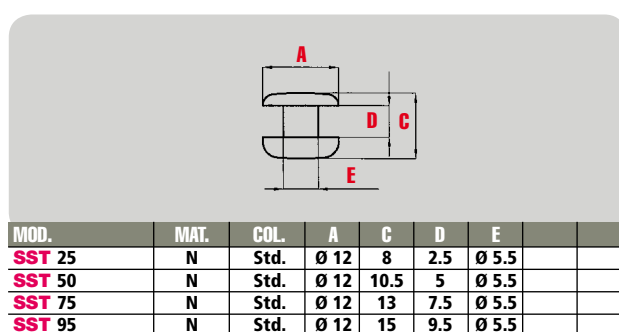 A
D C
E
MOD. MAT. COL. A C D E
SST 25 N Std. Ø 12 8 2.5 Ø 5.5
SST 50 N Std. Ø 12 10.5 5 Ø 5.5
SST 75 N Std. Ø 12 13 7.5 Ø 5.5
SST 95 N Std. Ø 12 15 9.5 Ø 5.5